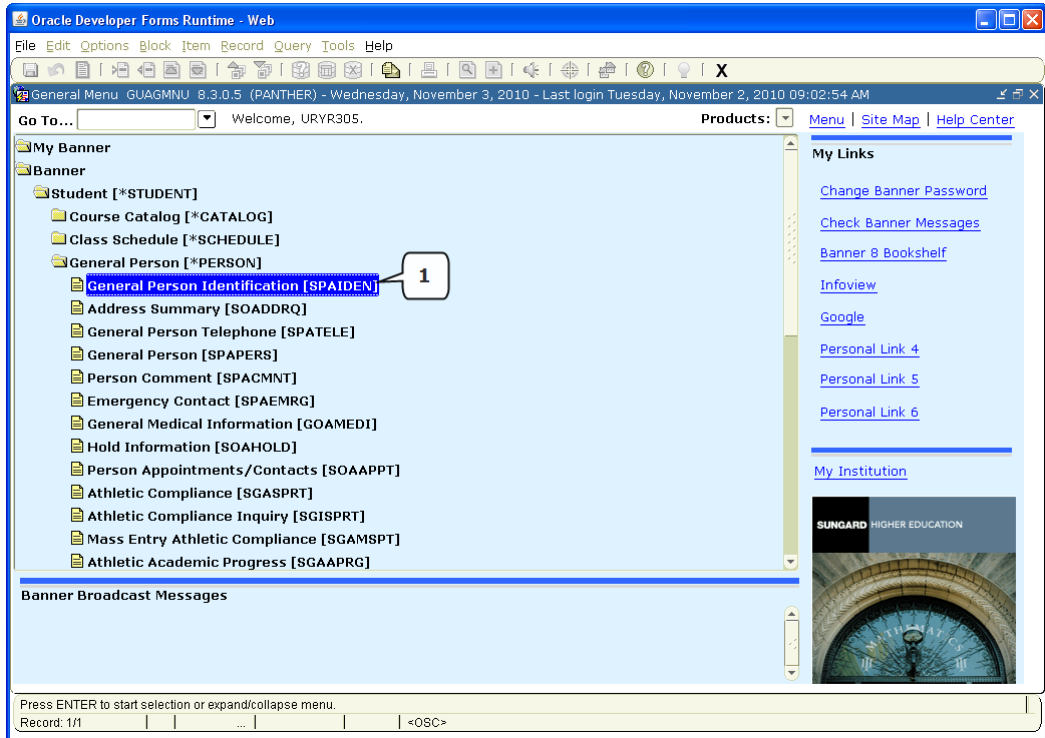 Oracle Developer Forms Runtime - Web
File Edit Options Block Item Record Query Tools Help
X
General Menu GUAGMNU 8.3.0.5 (PANTHER) - Wednesday, November 3, 2010 - Last login Tuesday, November 2, 2010 09:02:54 AM
Go To... Welcome, URYR305. Products: Menu | Site Map | Help Center
My Banner
Banner
Student [*STUDENT]
Course Catalog [*CATALOG]
Class Schedule [*SCHEDULE]
General Person [*PERSON]
General Person Identification [SPAIDEN]
1
Address Summary [SOADDRQ]
General Person Telephone [SPATELE]
General Person [SPAPERS]
Person Comment [SPACMNT]
Emergency Contact [SPAEMRG]
General Medical Information [GOAMEDI]
Hold Information [SOAHOLD]
Person Appointments/Contacts [SOAAPPT]
Athletic Compliance [SGASPRT]
Athletic Compliance Inquiry [SGISPRT]
Mass Entry Athletic Compliance [SGAMSPT]
Athletic Academic Progress [SGAAPRG]
My Links
Change Banner Password
Check Banner Messages
Banner 8 Bookshelf
Infoview
Google
Personal Link 4
Personal Link 5
Personal Link 6
My Institution
SUNGARD HIGHER EDUCATION
MATHEMATICS
Banner Broadcast Messages
Press ENTER to start selection or expand/collapse menu.
Record: 1/1 ... <OSC>